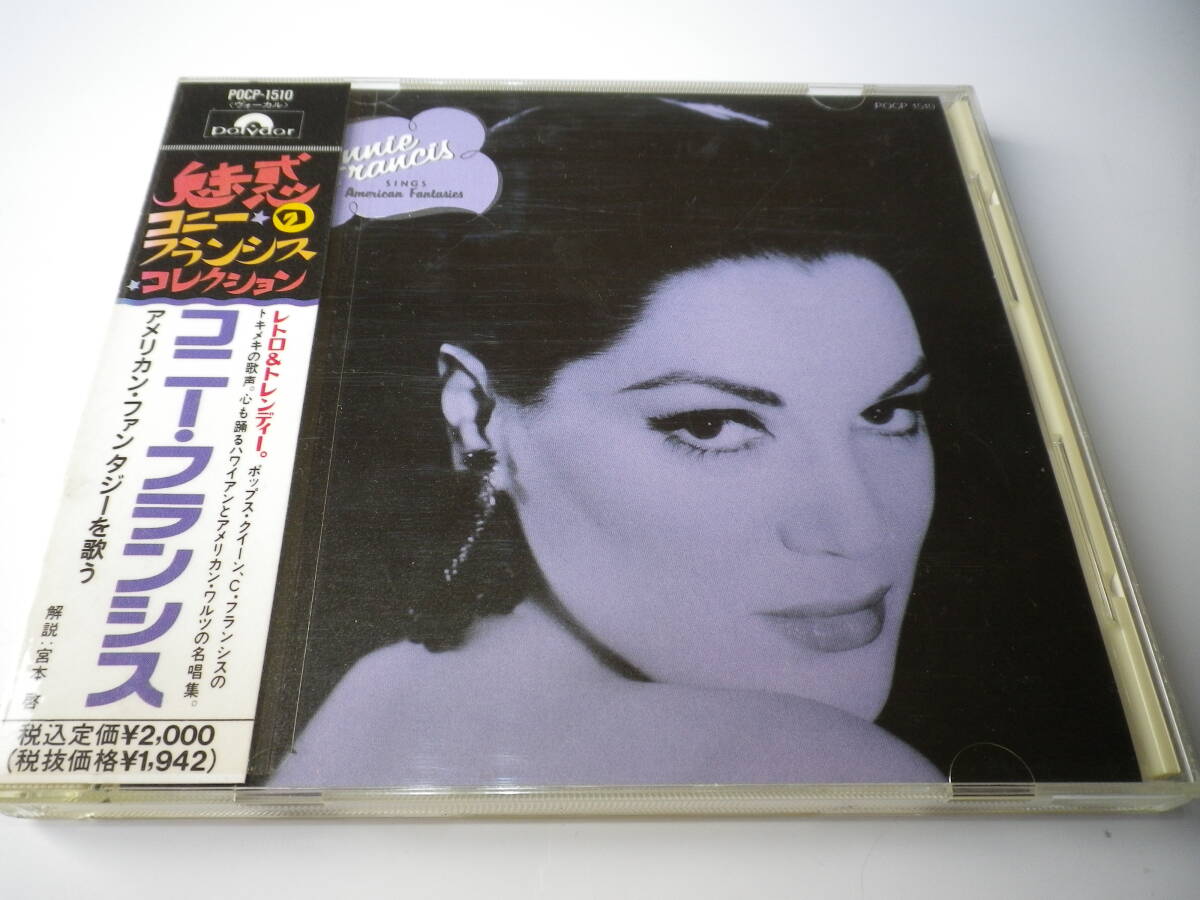 POCP-1510
〈ヴォーカル〉
polydor
魅惑の
コニー★
フランシス
★コレクション
レトロ&トレンディー。ポップス・クイーン、C・フランシスの
トキメキの歌声。心も踊るハワイアンとアメリカン・ワルツの名唱集。
コニー・フランシス
アメリカン・ファンタジーを歌う
解説:宮本 啓
税込定価¥2,000
(税抜価格¥1,942)
nnie
Francis
SINGS
American Fantasies
POCP 1510